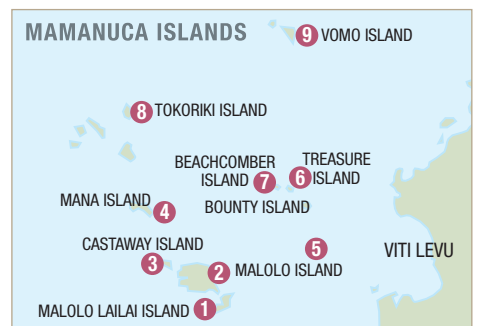 MAMANUCA ISLANDS
9 VOMO ISLAND
8 TOKORIKI ISLAND
BEACHCOMBER
ISLAND 7
TREASURE
6 ISLAND
MANA ISLAND
4
BOUNTY ISLAND
CASTAWAY ISLAND
3
5
VITI LEVU
2 MALOLO ISLAND
MALOLO LAILAI ISLAND 1